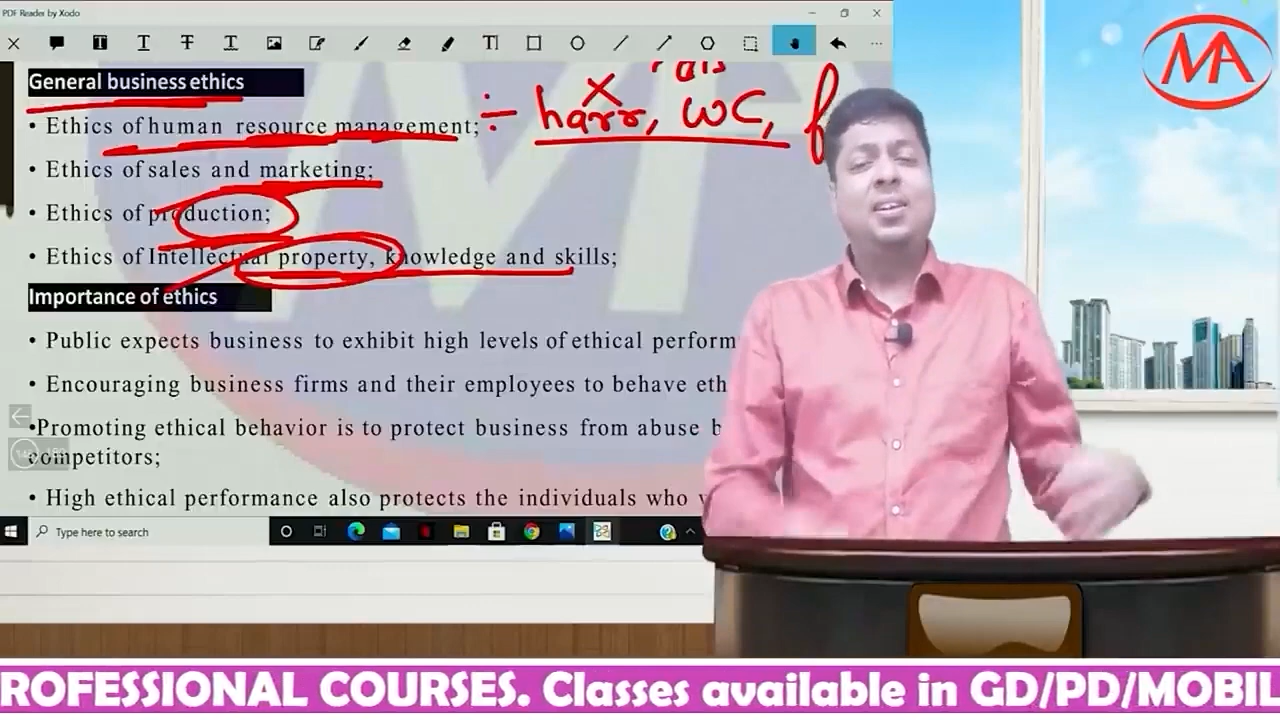 PDF Reader by Xodo
General business ethics
• Ethics of human resource management; ÷ harr, WC,
• Ethics of sales and marketing;
• Ethics of production;
• Ethics of Intellectual property, knowledge and skills;
Importance of ethics
• Public expects business to exhibit high levels of ethical perform
• Encouraging business firms and their employees to behave eth
•Promoting ethical behavior is to protect business from abuse b
competitors;
• High ethical performance also protects the individuals who
Type here to search
MA
ROFESSIONAL COURSES. Classes available in GD/PD/MOBIL